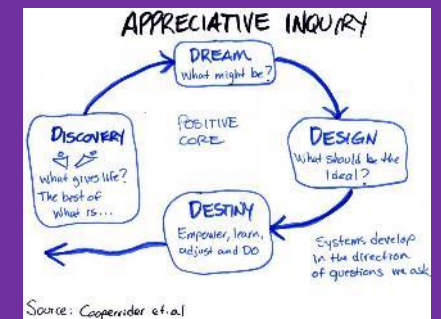 APPRECIATIVE INQUIRY
DREAM
What might be?
DISCOVERY
What gives life?
The best of
what is...
POSITIVE
CORE
DESIGN
What should be the
Ideal?
DESTINY
Empower, learn,
adjust and DO
Systems develop
in the direction
of questions we ask
Source: Cooperrider et.al